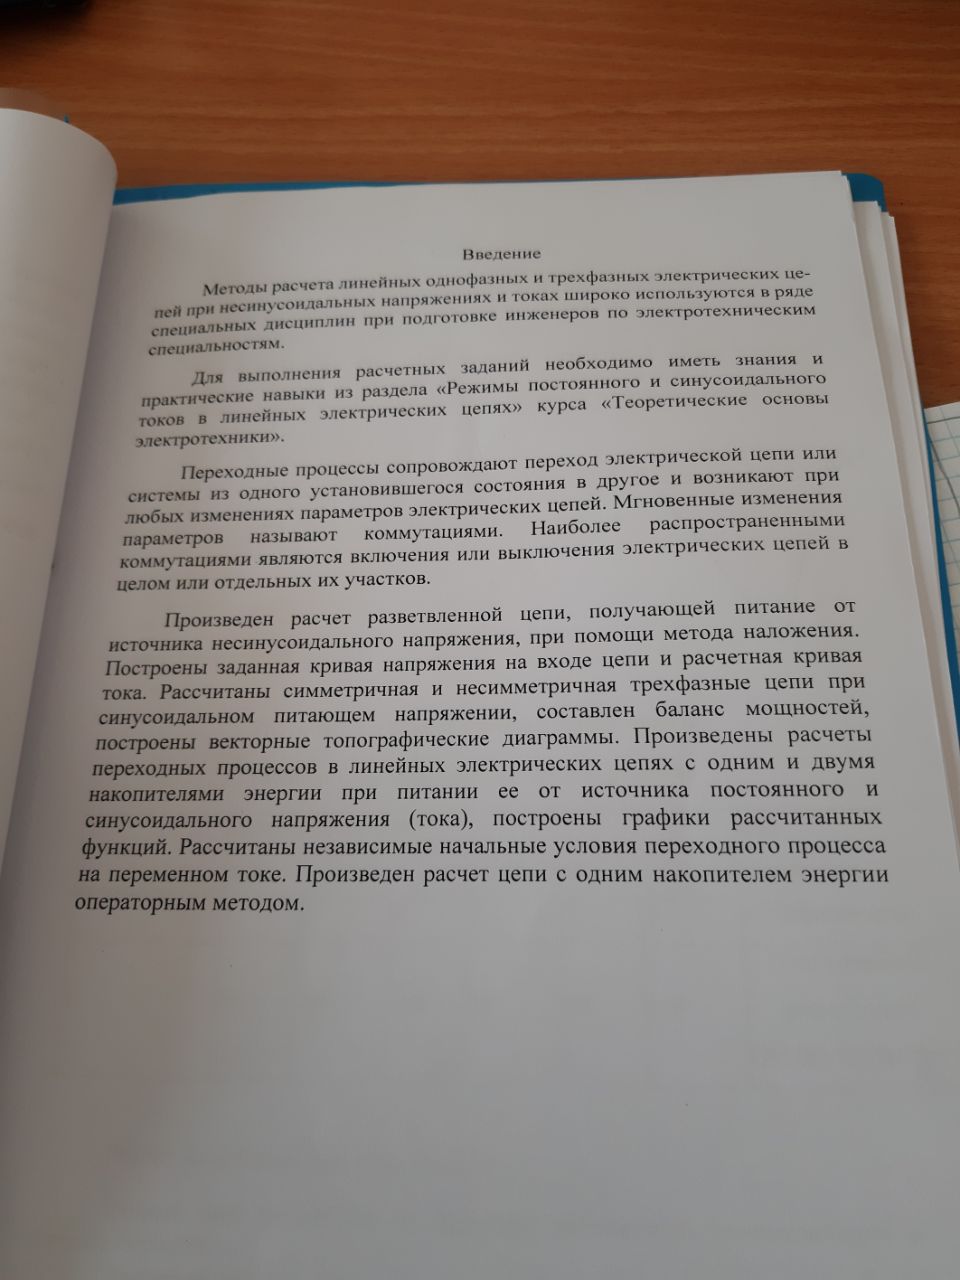 Введение
Методы расчета линейных однофазных и трехфазных электрических це-
пей при несинусоидальных напряжениях и токах широко используются в ряде
специальных дисциплин при подготовке инженеров по электротехническим
специальностям.
Для выполнения расчетных заданий необходимо иметь знания и
практические навыки из раздела «Режимы постоянного и синусоидального
токов в линейных электрических цепях» курса «Теоретические основы
электротехники».
Переходные процессы сопровождают переход электрической цепи или
системы из одного установившегося состояния в другое и возникают при
любых изменениях параметров электрических цепей. Мгновенные изменения
параметров называют коммутациями. Наиболее распространенными
коммутациями являются включения или выключения электрических цепей в
целом или отдельных их участков.
Произведен расчет разветвленной цепи, получающей питание от
источника несинусоидального напряжения, при помощи метода наложения.
Построены заданная кривая напряжения на входе цепи и расчетная кривая
тока. Рассчитаны симметричная и несимметричная трехфазные цепи при
синусоидальном питающем напряжении, составлен баланс мощностей,
построены векторные топографические диаграммы. Произведены расчеты
переходных процессов в линейных электрических цепях с одним и двумя
накопителями энергии при питании ее от источника постоянного и
синусоидального напряжения (тока), построены графики рассчитанных
функций. Рассчитаны независимые начальные условия переходного процесса
на переменном токе. Произведен расчет цепи с одним накопителем энергии
операторным методом.